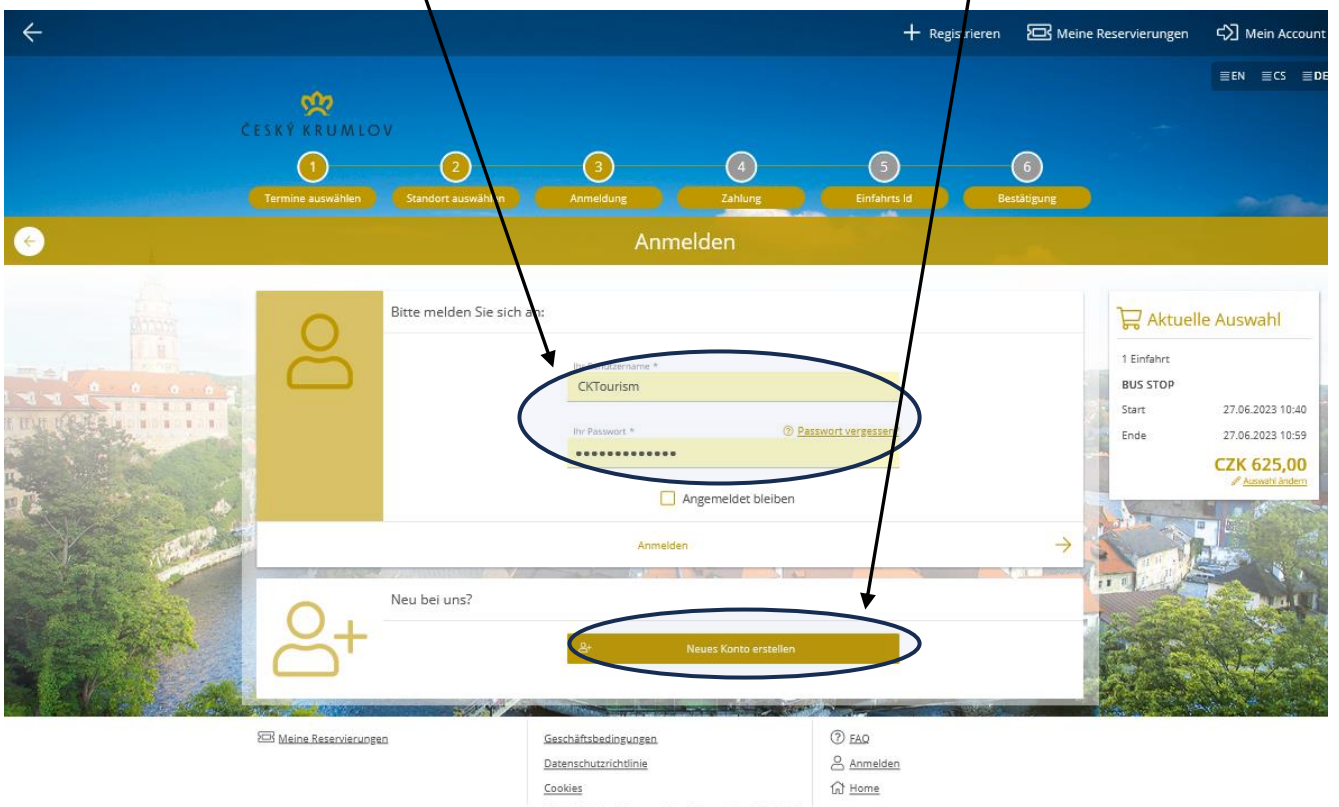 Registrieren Meine Reservierungen Mein Account
EN CS DE
ČESKÝ KRUMLOV
1 2 3 4 5 6
Termine auswählen Standort auswählen Anmeldung Zahlung Einfahrts Id Bestätigung
Anmelden
Bitte melden Sie sich an:
Ihr Benutzername *
CKTourism
Ihr Passwort * Passwort vergessen?
•••••••••••••
Angemeldet bleiben
Anmelden
Neu bei uns?
Neues Konto erstellen
Aktuelle Auswahl
1 Einfahrt
BUS STOP
Start 27.06.2023 10:40
Ende 27.06.2023 10:59
CZK 625,00
Auswahl ändern
Meine Reservierungen
Geschäftsbedingungen
Datenschutzrichtlinie
Cookies
FAQ
Anmelden
Home